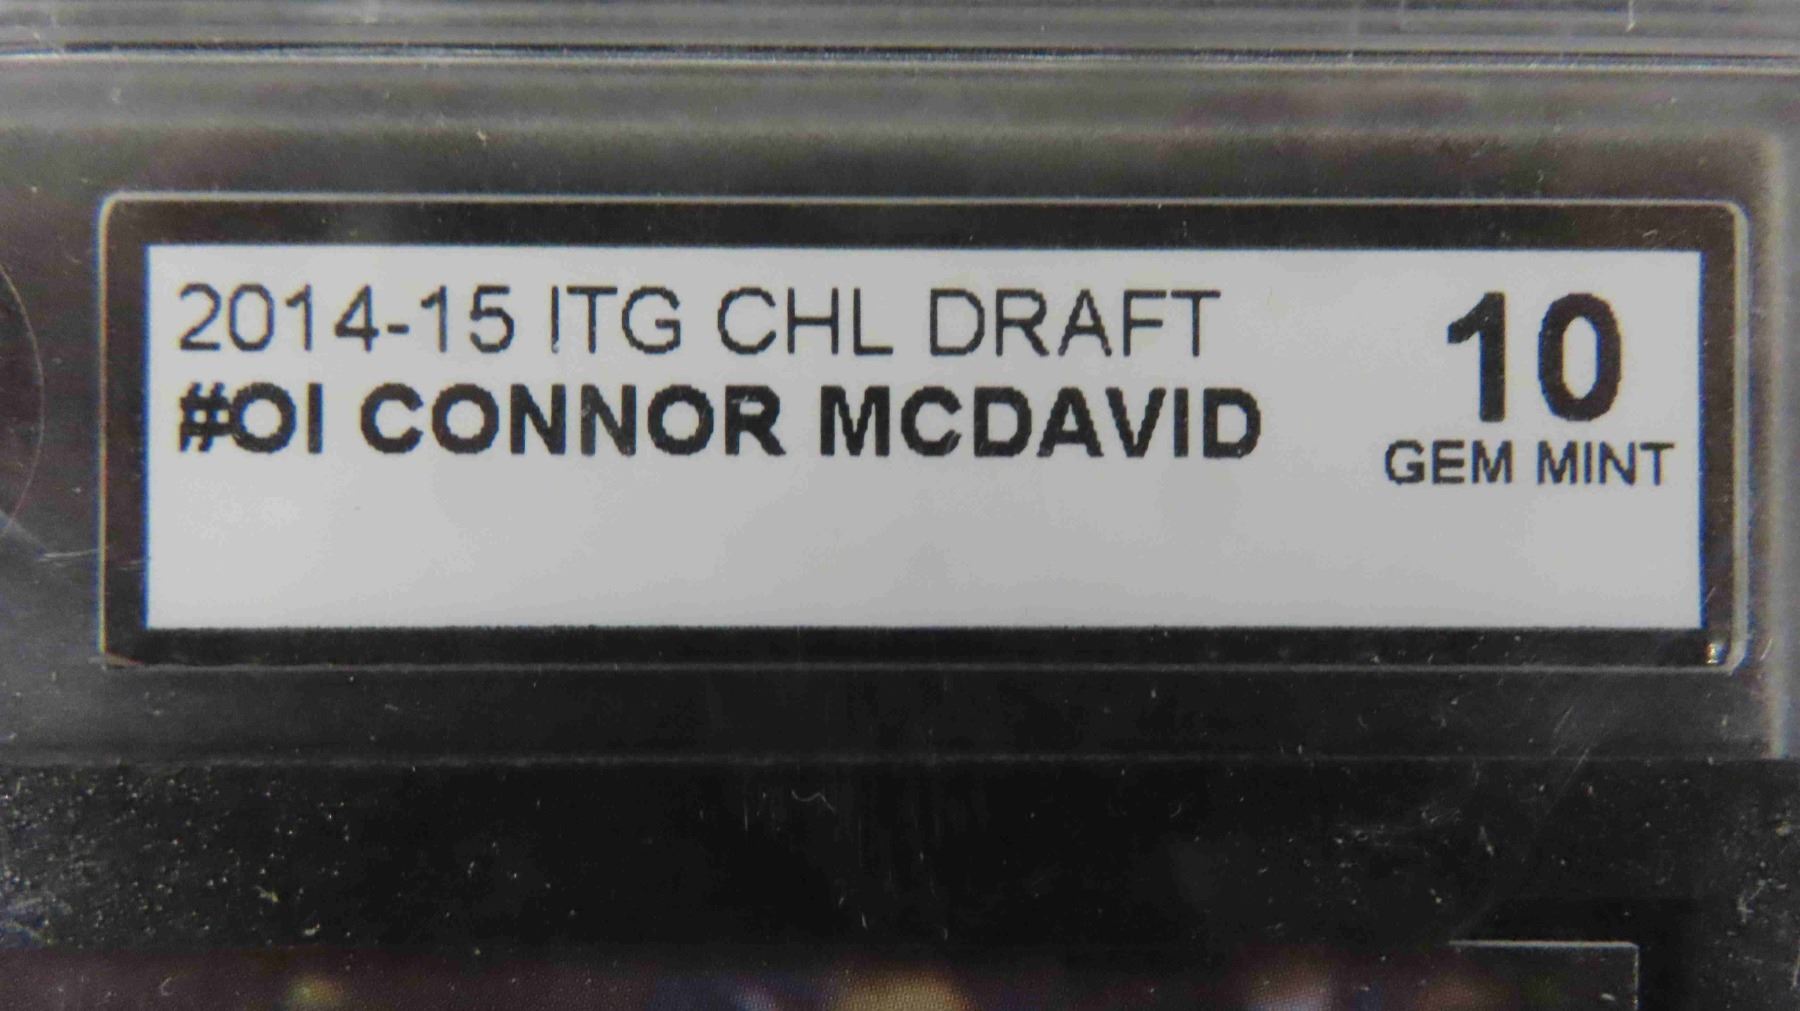 2014-15 ITG CHL DRAFT
#OI CONNOR MCDAVID
10
GEM MINT